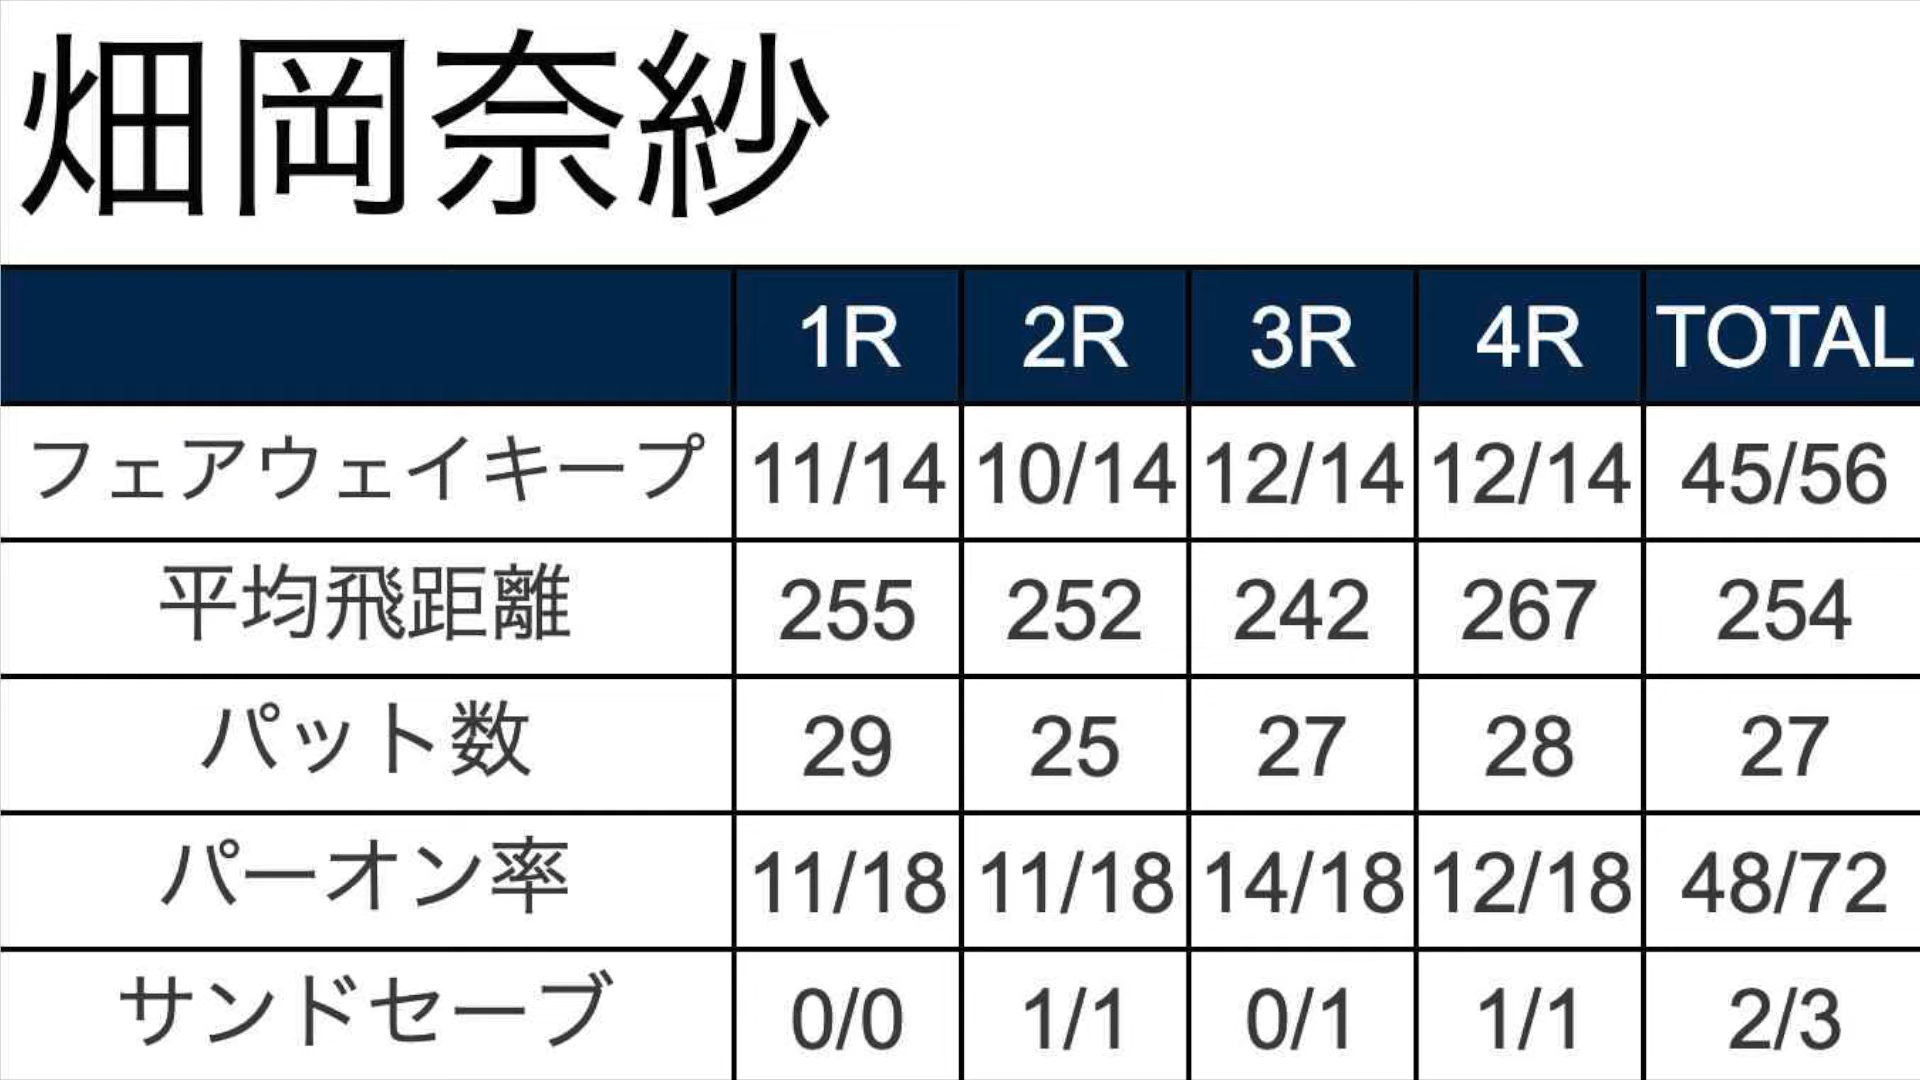 畑岡奈紗
1R 2R 3R 4R TOTAL
フェアウェイキープ 11/14 10/14 12/14 12/14 45/56
平均飛距離 255 252 242 267 254
パット数 29 25 27 28 27
パーオン率 11/18 11/18 14/18 12/18 48/72
サンドセーブ 0/0 1/1 0/1 1/1 2/3